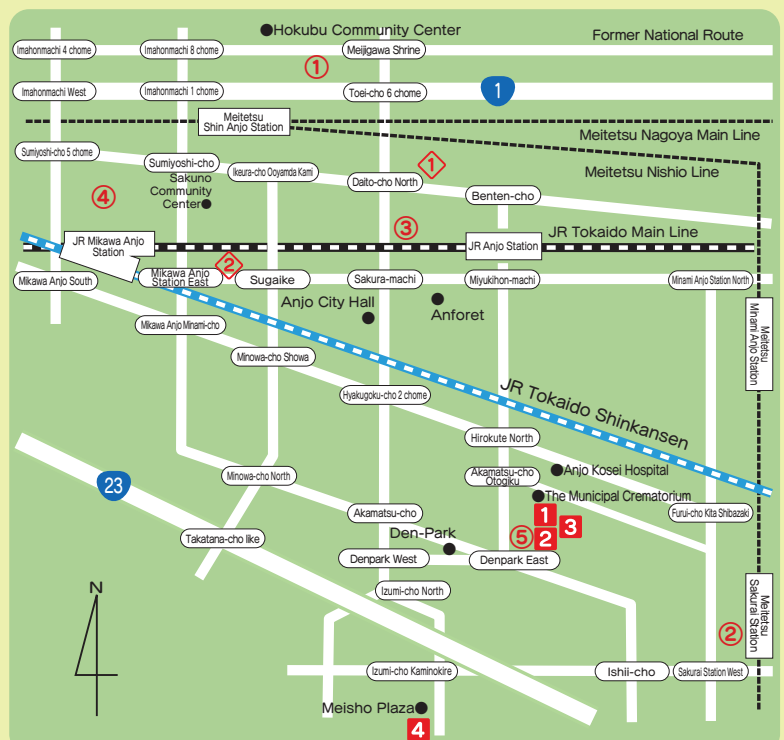 Hokubu Community Center
Former National Route
Imahonmachi 4 chome
Imahonmachi 8 chome
Meijigawa Shrine
①
Imahonmachi West
Imahonmachi 1 chome
Toei-cho 6 chome
1
Meitetsu
Shin Anjo Station
Meitetsu Nagoya Main Line
Sumiyoshi-cho 5 chome
Sumiyoshi-cho
Ikeura-cho Ooyamda Kami
Daito-cho North
1
Meitetsu Nishio Line
Benten-cho
④
Sakuno
Community
Center
③
JR Tokaido Main Line
JR Mikawa Anjo
Station
JR Anjo Station
Mikawa Anjo South
Mikawa Anjo
Station East
2
Sugaike
Sakura-machi
Miyukihon-machi
Minami Anjo Station North
Anjo City Hall
Anforet
Mikawa Anjo Minami-cho
Minowa-cho Showa
Meitetsu
Minami Anjo Station
Hyakugoku-cho 2 chome
JR Tokaido Shinkansen
Hirokute North
23
Minowa-cho North
Akamatsu-cho
Otogiku
Anjo Kosei Hospital
The Municipal Crematorium
Akamatsu-cho
1
3
Furui-cho Kita Shibazaki
Takatana-cho Iike
Den-Park
⑤
2
Denpark West
Denpark East
Izumi-cho North
N
Meitetsu
Sakurai Station
②
Izumi-cho Kaminokire
Ishii-cho
Sakurai Station West
Meisho Plaza
4